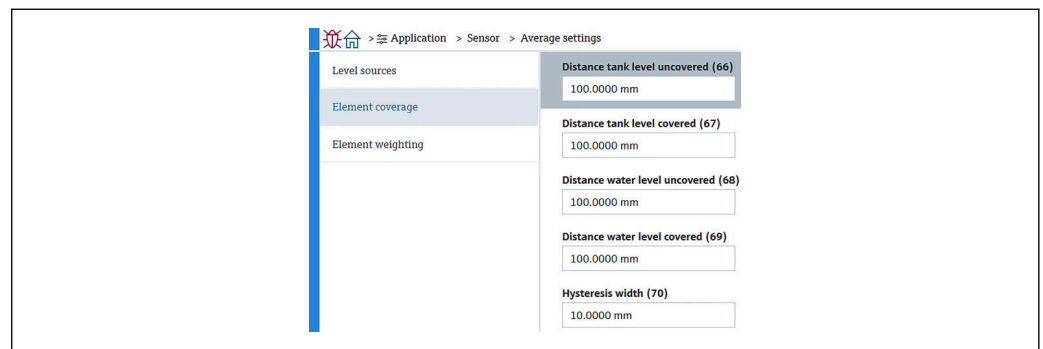 > Application > Sensor > Average settings
Level sources
Element coverage
Element weighting
Distance tank level uncovered (66)
100.0000 mm
Distance tank level covered (67)
100.0000 mm
Distance water level uncovered (68)
100.0000 mm
Distance water level covered (69)
100.0000 mm
Hysteresis width (70)
10.0000 mm